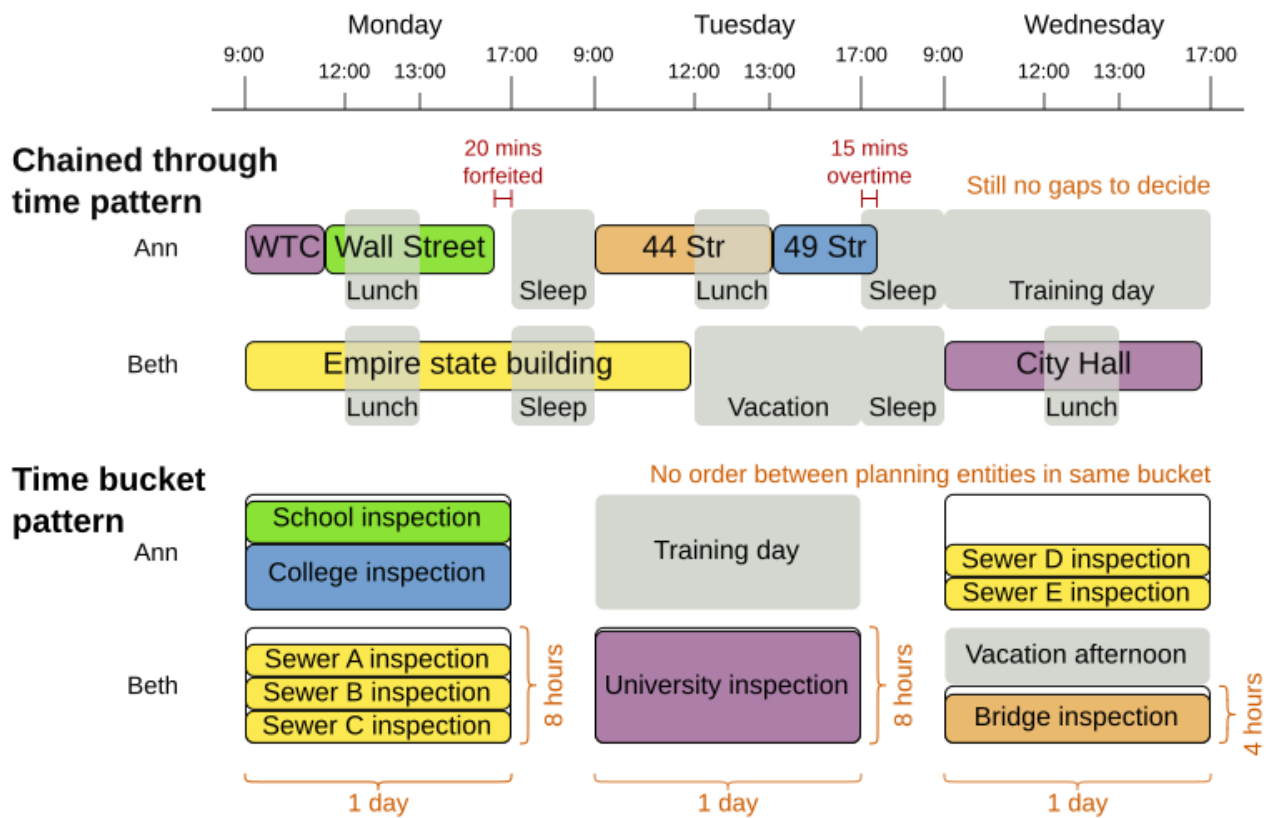 Monday Tuesday Wednesday
9:00 17:00 9:00 17:00 9:00 17:00
12:00 13:00 12:00 13:00 12:00 13:00
Chained through
time pattern
20 mins
forfeited
15 mins
overtime
Still no gaps to decide
Ann
WTC Wall Street 44 Str 49 Str
Lunch Sleep Lunch Sleep Training day
Beth
Empire state building City Hall
Lunch Sleep Vacation Sleep Lunch
Time bucket
pattern
No order between planning entities in same bucket
Ann
School inspection
College inspection
Training day
Sewer D inspection
Sewer E inspection
Beth
Sewer A inspection
Sewer B inspection
Sewer C inspection
8 hours
University inspection
8 hours
Vacation afternoon
Bridge inspection
4 hours
1 day 1 day 1 day